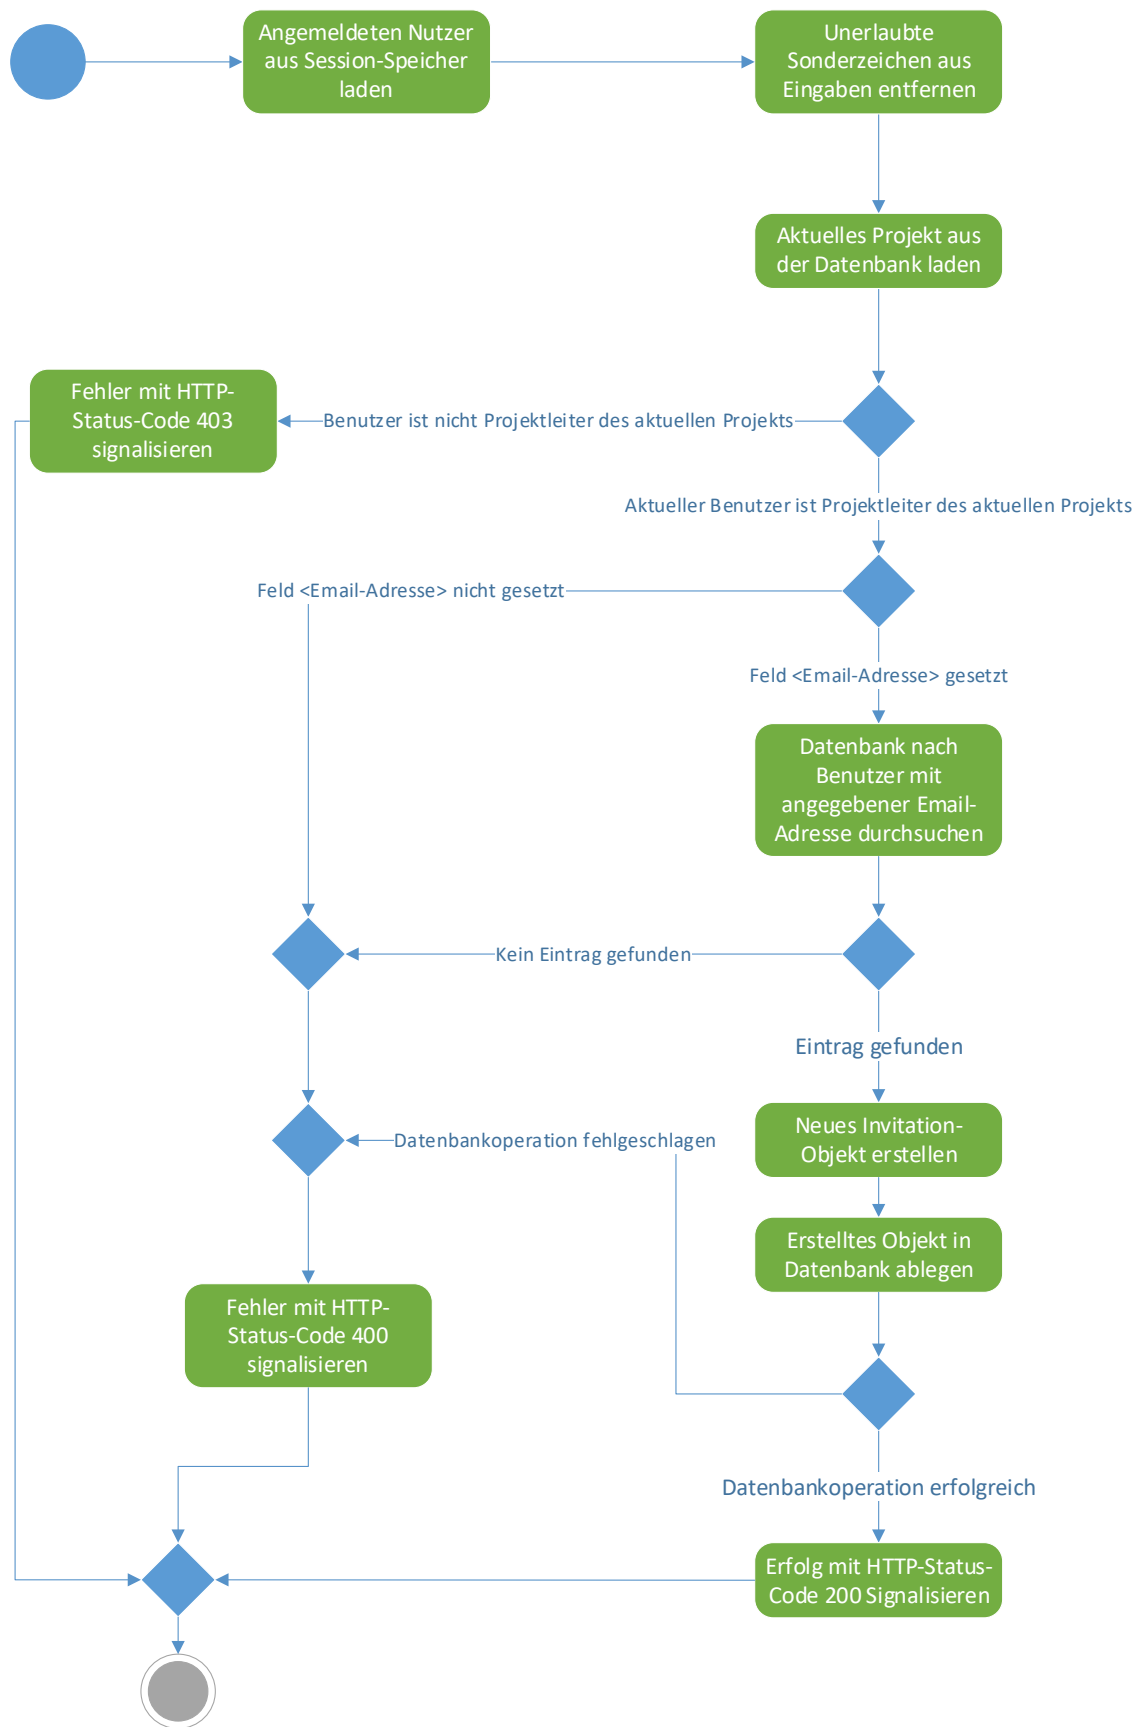 Angemeldeten Nutzer
aus Session-Speicher
laden
Unerlaubte
Sonderzeichen aus
Eingaben entfernen
Aktuelles Projekt aus
der Datenbank laden
Fehler mit HTTP-
Status-Code 403
signalisieren
Benutzer ist nicht Projektleiter des aktuellen Projekts
Aktueller Benutzer ist Projektleiter des aktuellen Projekts
Feld <Email-Adresse> nicht gesetzt
Feld <Email-Adresse> gesetzt
Datenbank nach
Benutzer mit
angegebener Email-
Adresse durchsuchen
Kein Eintrag gefunden
Eintrag gefunden
Neues Invitation-
Objekt erstellen
Datenbankoperation fehlgeschlagen
Erstelltes Objekt in
Datenbank ablegen
Fehler mit HTTP-
Status-Code 400
signalisieren
Datenbankoperation erfolgreich
Erfolg mit HTTP-Status-
Code 200 Signalisieren